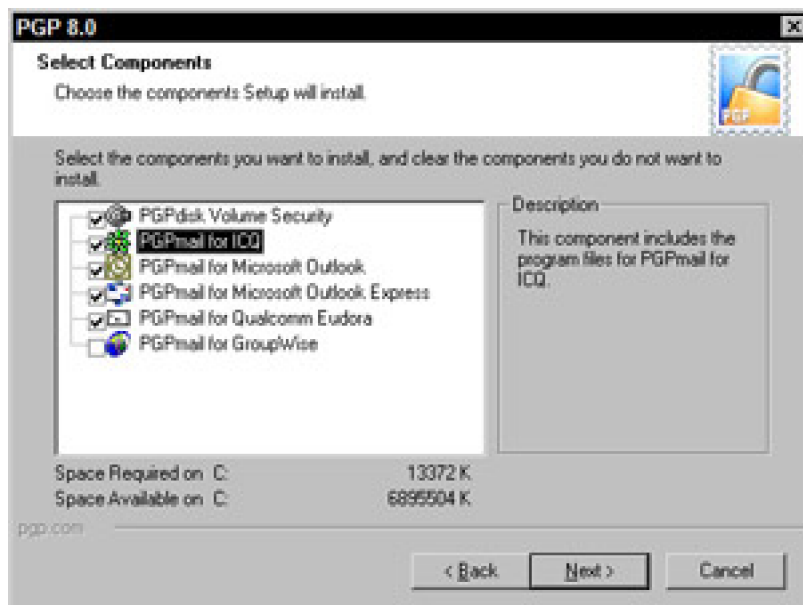 PGP 8.0
Select Components
Choose the components Setup will install.
PGP
Select the components you want to install, and clear the components you do not want to
install.
PGPdisk Volume Security
PGPmail for ICQ
PGPmail for Microsoft Outlook
PGPmail for Microsoft Outlook Express
PGPmail for Qualcomm Eudora
PGPmail for GroupWise
Description
This component includes the
program files for PGPmail for
ICQ.
Space Required on C: 13372 K
Space Available on C: 6895504 K
pgp.com
< Back Next > Cancel